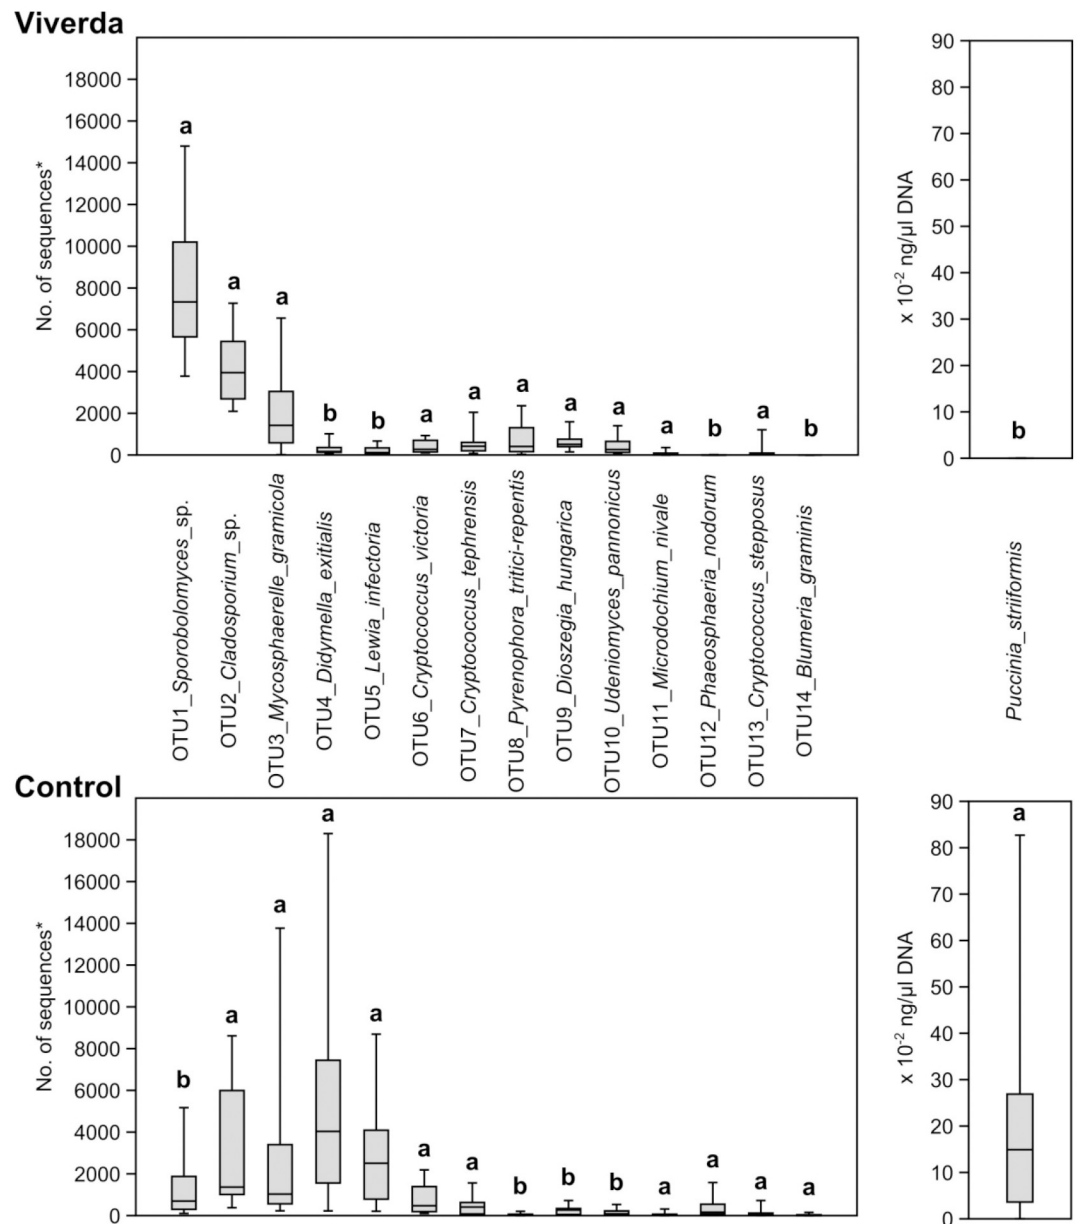 Viverda
No. of sequences*
18000
16000
14000
12000
10000
8000
6000
4000
2000
0
a
a
a
b
b
a
a
a
a
a
a
b
a
b
x 10-2 ng/µl DNA
90
80
70
60
50
40
30
20
10
0
b
OTU1_Sporobolomyces_sp.
OTU2_Cladosporium_sp.
OTU3_Mycosphaerelle_gramicola
OTU4_Didymella_exitialis
OTU5_Lewia_infectoria
OTU6_Cryptococcus_victoria
OTU7_Cryptococcus_tephrensis
OTU8_Pyrenophora_tritici-repentis
OTU9_Dioszegia_hungarica
OTU10_Udeniomyces_pannonicus
OTU11_Microdochium_nivale
OTU12_Phaeosphaeria_nodorum
OTU13_Cryptococcus_stepposus
OTU14_Blumeria_graminis
Puccinia_striiformis
Control
No. of sequences*
18000
16000
14000
12000
10000
8000
6000
4000
2000
0
b
a
a
a
a
a
a
b
b
b
a
a
a
a
x 10-2 ng/µl DNA
90
80
70
60
50
40
30
20
10
0
a